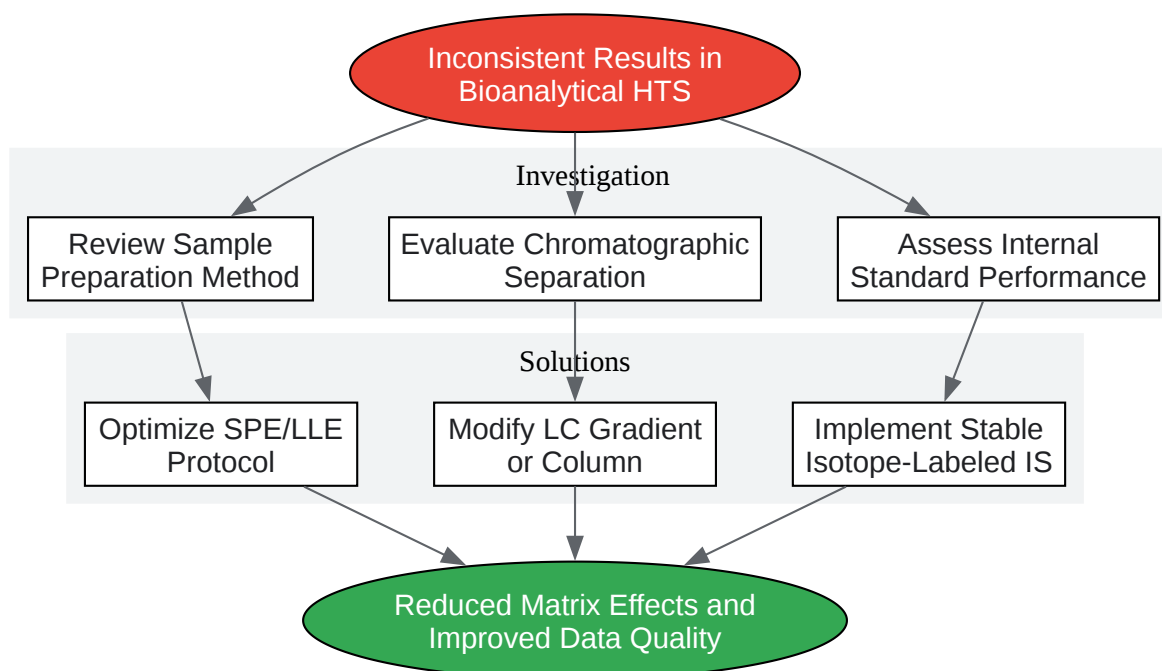 Inconsistent Results in
Bioanalytical HTS
Investigation
Review Sample
Preparation Method
Evaluate Chromatographic
Separation
Assess Internal
Standard Performance
Solutions
Optimize SPE/LLE
Protocol
Modify LC Gradient
or Column
Implement Stable
Isotope-Labeled IS
Reduced Matrix Effects and
Improved Data Quality